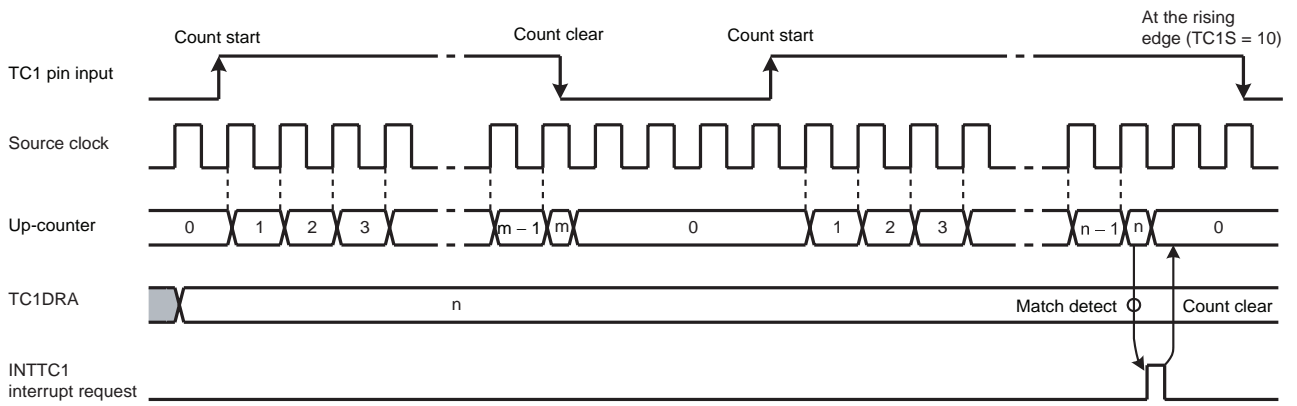 At the rising
edge (TC1S = 10)
Count start
Count clear
Count start
TC1 pin input
Source clock
Up-counter
0 1 2 3 m – 1 m 0 1 2 3 n – 1 n 0
TC1DRA
n
Match detect
Count clear
INTTC1
interrupt request